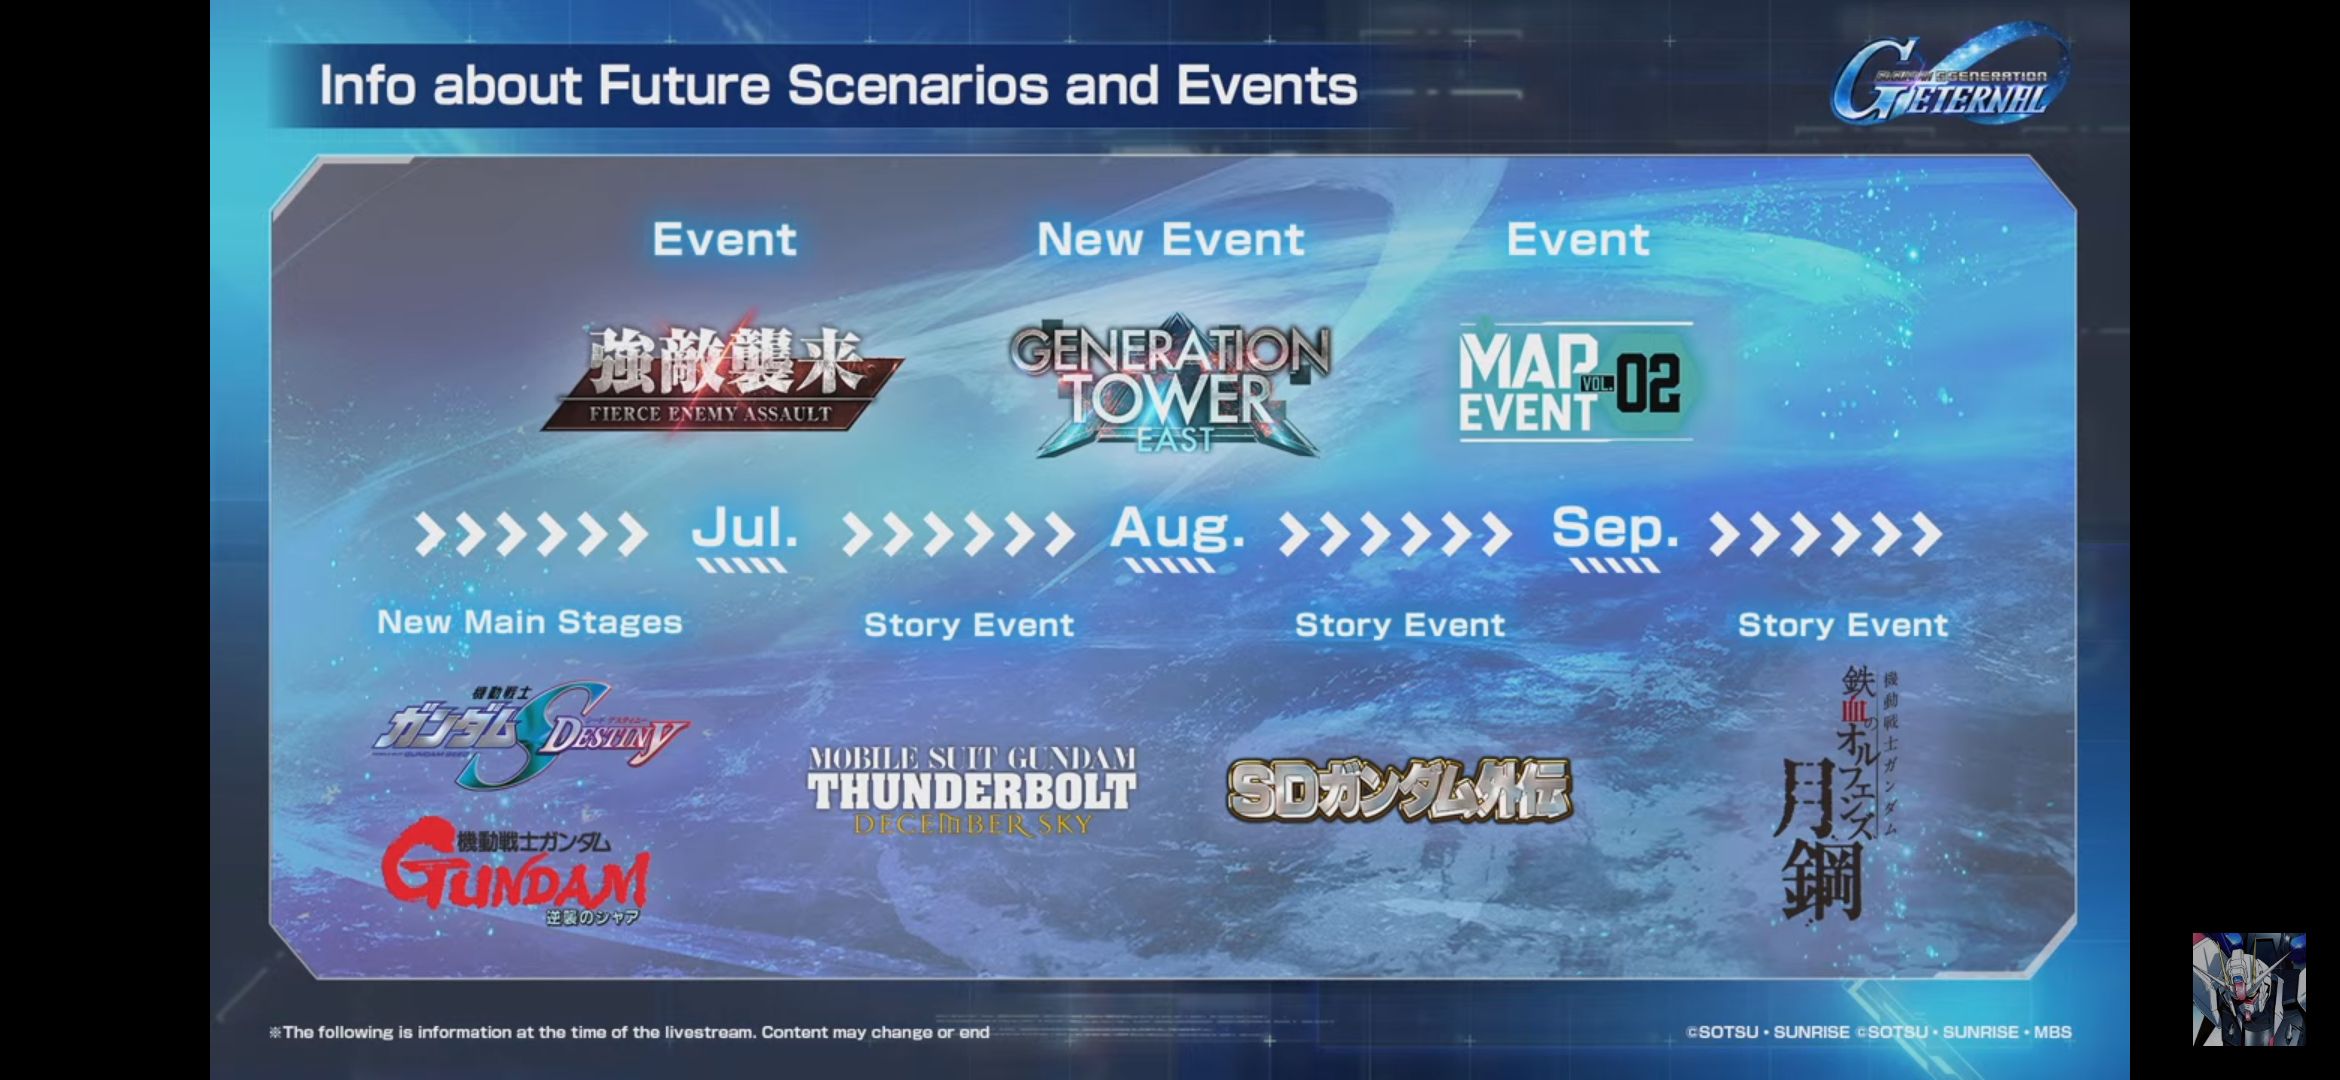 Info about Future Scenarios and Events
GENERATION
ETERNAL
Event
New Event
Event
強敵襲来
FIERCE ENEMY ASSAULT
GENERATION
TOWER
EAST
MAP
EVENT VOL. 02
Jul.
Aug.
Sep.
New Main Stages
Story Event
Story Event
Story Event
機動戦士
ガンダムSEED DESTINY
機動戦士ガンダム
GUNDAM
逆襲のシャア
MOBILE SUIT GUNDAM
THUNDERBOLT
DECEMBER SKY
SDガンダム外伝
機動戦士ガンダム
鉄血のオルフェンズ
月鋼
※The following is information at the time of the livestream. Content may change or end
©SOTSU・SUNRISE ©SOTSU・SUNRISE・MBS